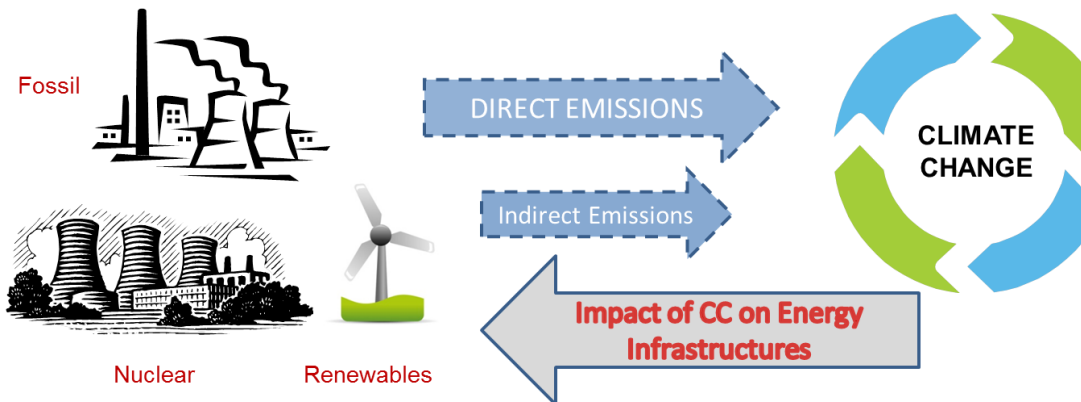 Fossil
DIRECT EMISSIONS
CLIMATE
CHANGE
Indirect Emissions
Impact of CC on Energy
Infrastructures
Nuclear
Renewables